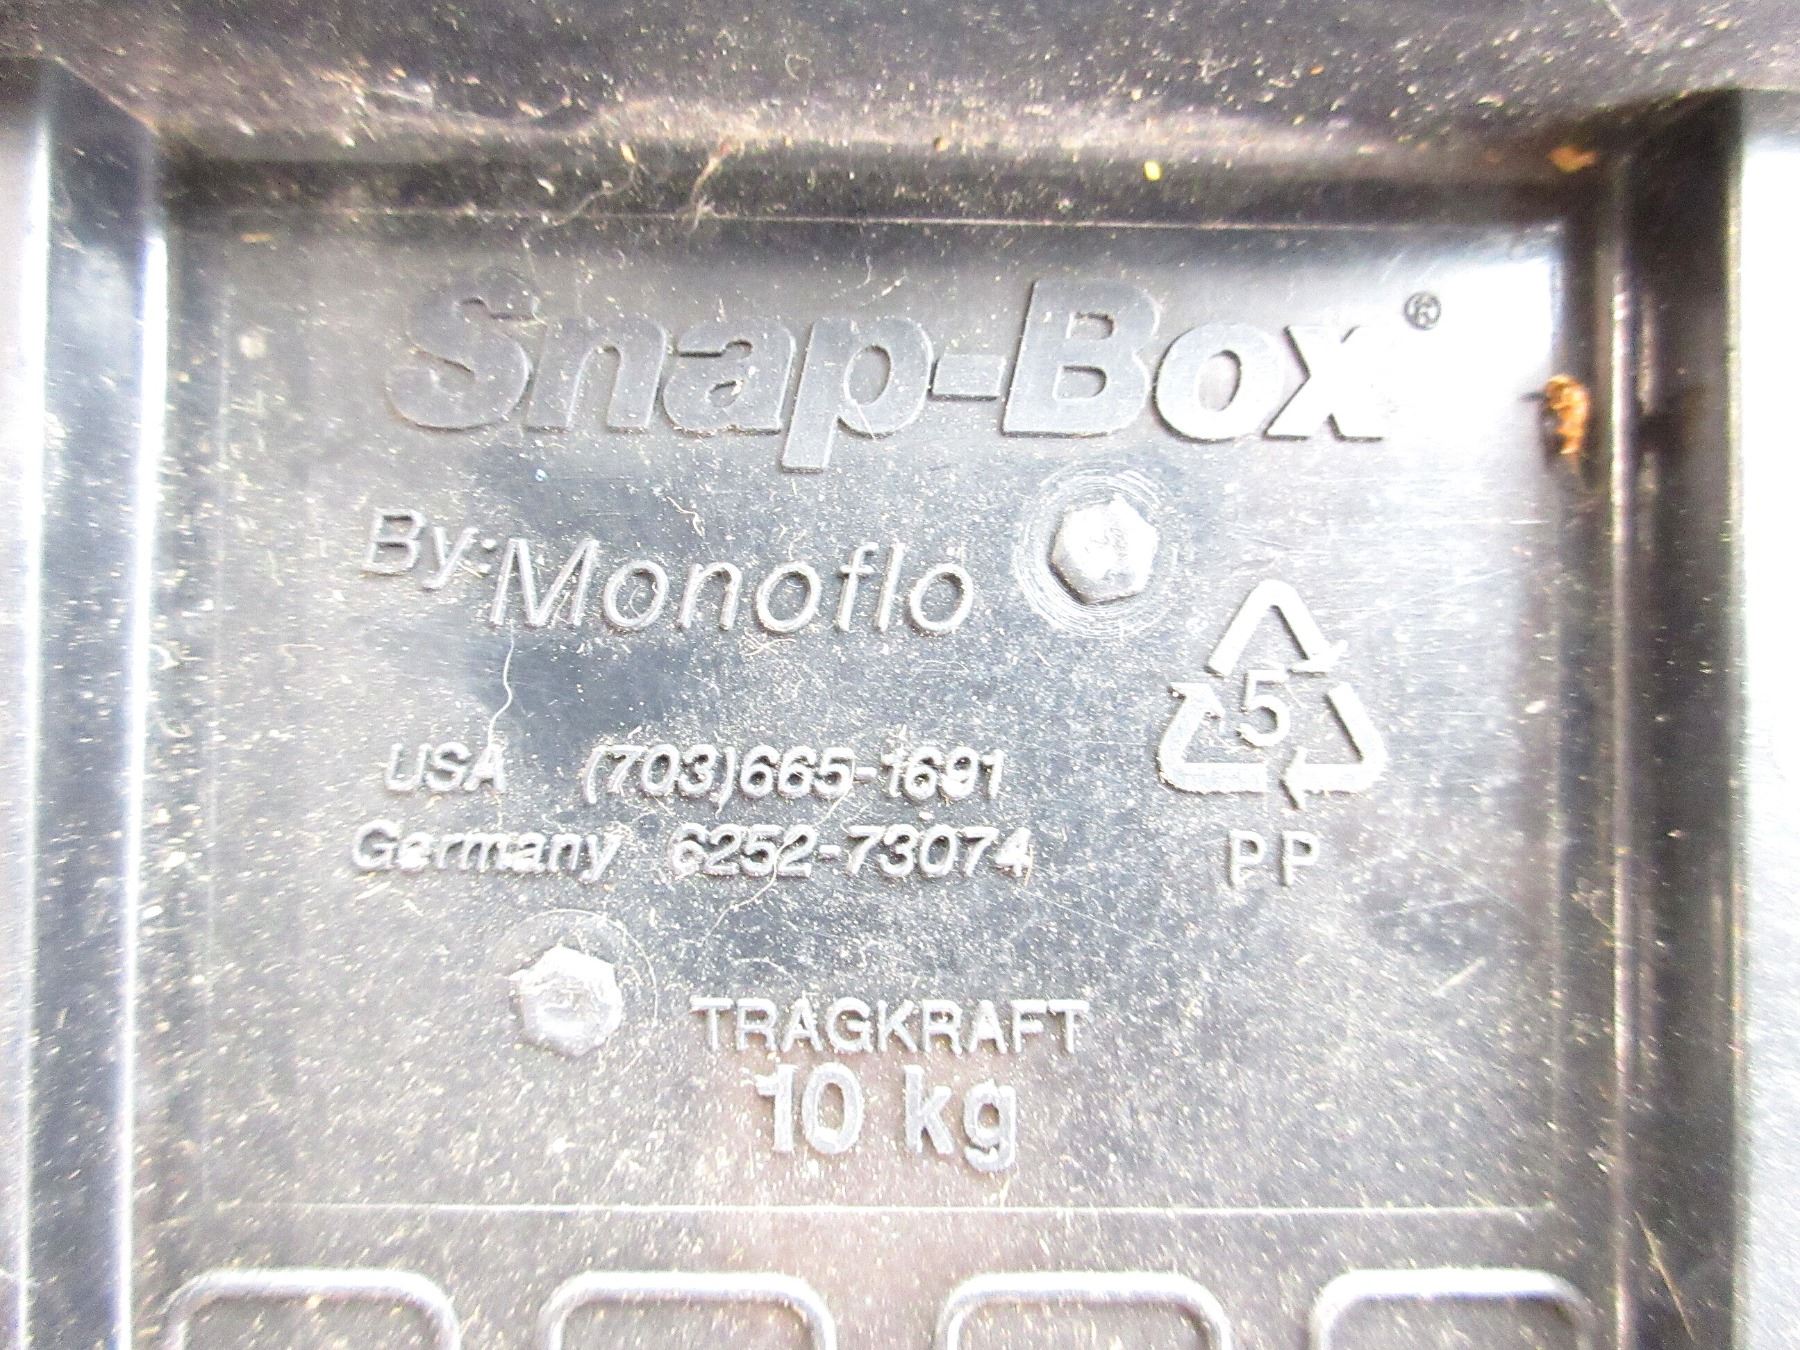 Snap-Box®
By: Monoflo
USA (703)665-1691
Germany 6252-73074
5
PP
TRAGKRAFT
10 kg